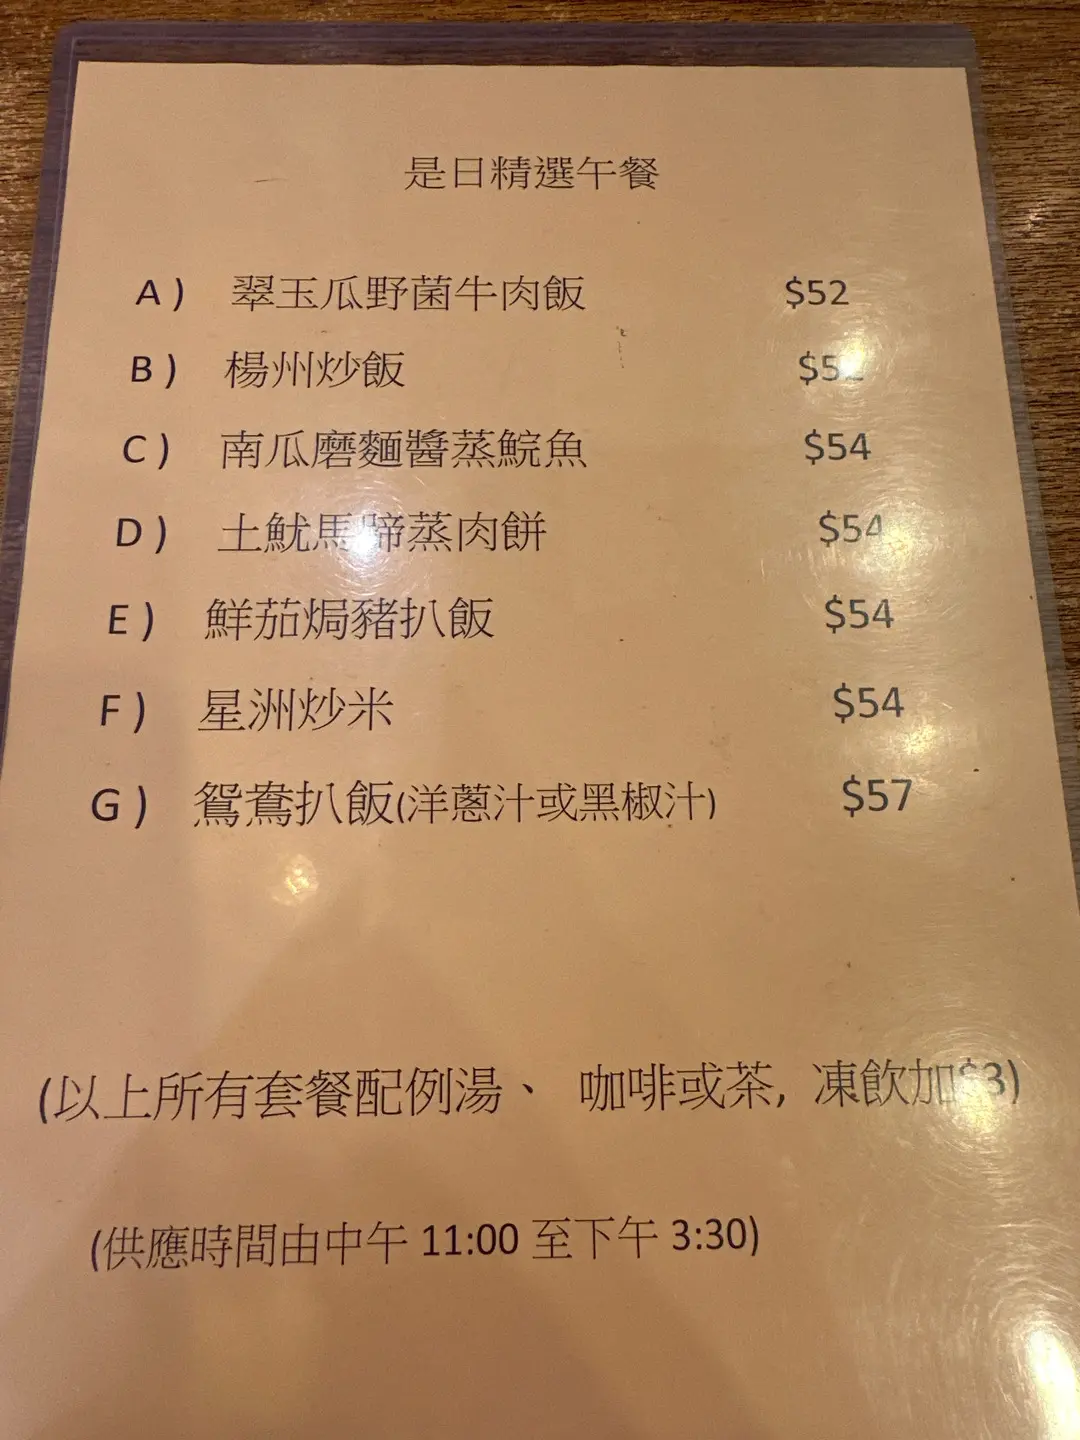 是日精選午餐
A) 翠玉瓜野菌牛肉飯 $52
B) 楊州炒飯
C) 南瓜磨麵醬蒸鯇魚 $54
D) 土魷馬蹄蒸肉餅 $54
E) 鮮茄焗豬扒飯 $54
F) 星洲炒米 $54
G) 鴛鴦扒飯(洋蔥汁或黑椒汁) $57
(以上所有套餐配例湯、 咖啡或茶, 凍飲加$3)
(供應時間由中午 11:00 至下午 3:30)